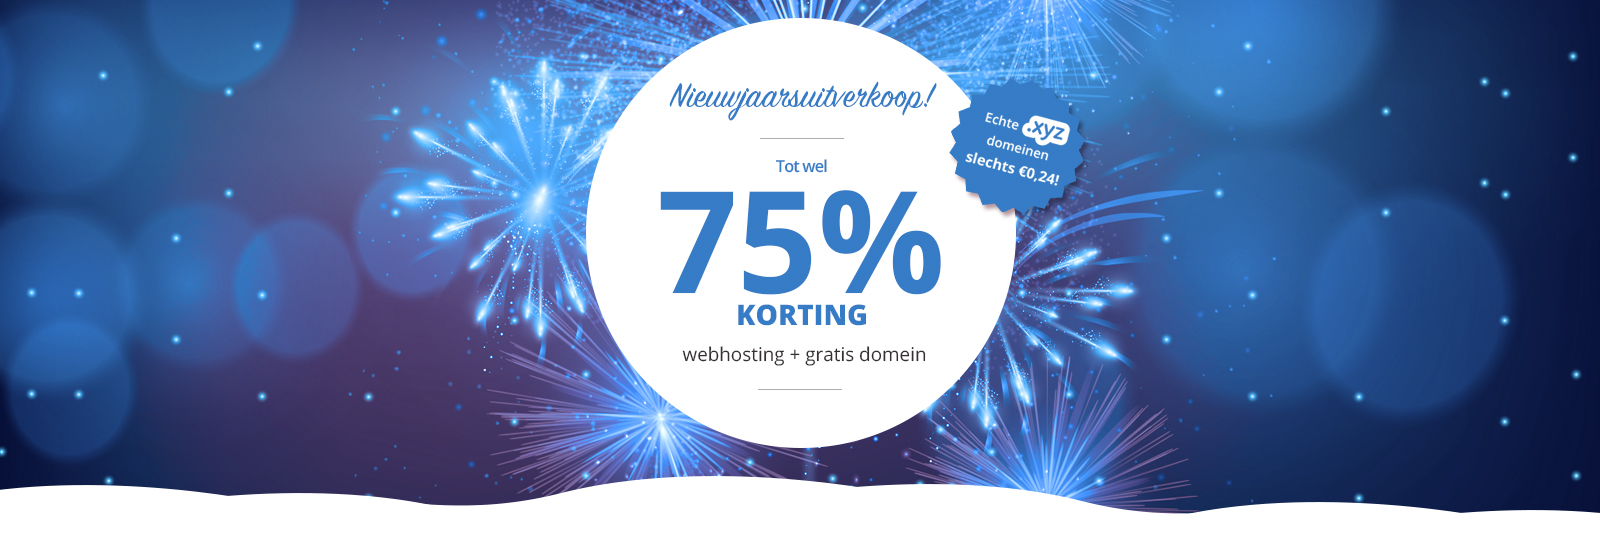 Nieuwjaarsuitverkoop!
Tot wel
75%
KORTING
webhosting + gratis domein
Echte .xyz
domeinen
slechts €0,24!